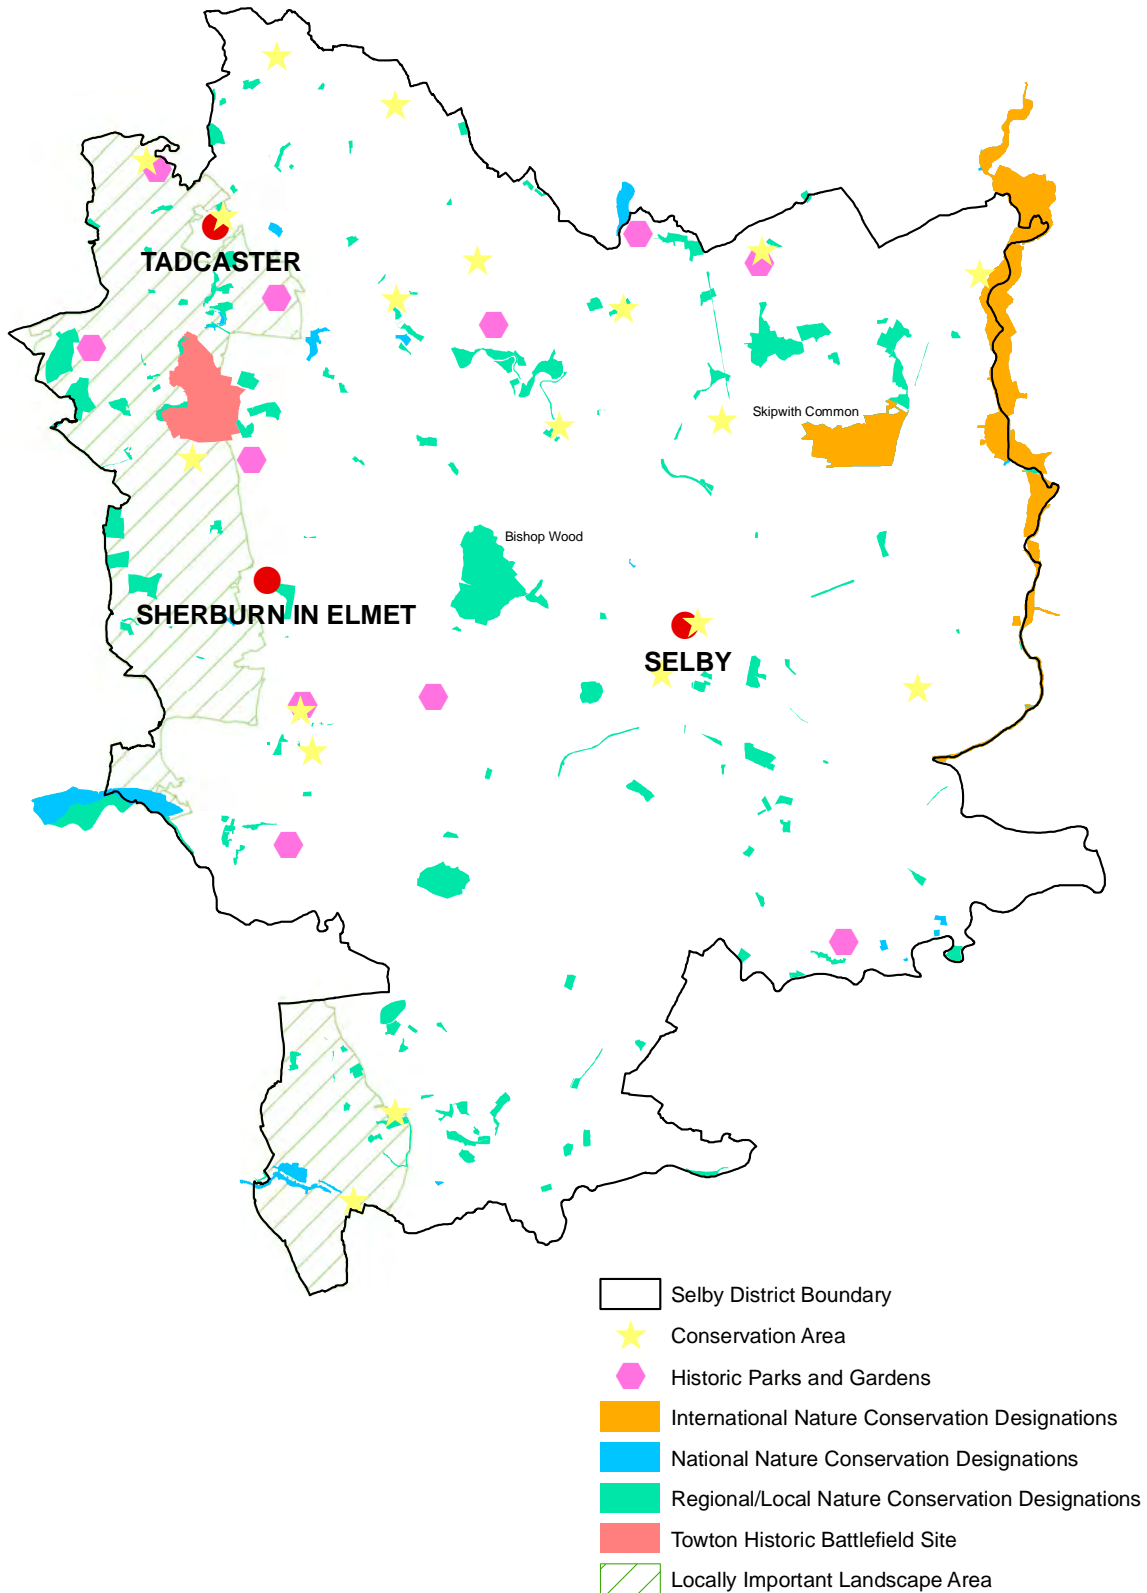 TADCASTER
Skipwith Common
Bishop Wood
SHERBURN IN ELMET
SELBY
Selby District Boundary
Conservation Area
Historic Parks and Gardens
International Nature Conservation Designations
National Nature Conservation Designations
Regional/Local Nature Conservation Designations
Towton Historic Battlefield Site
Locally Important Landscape Area